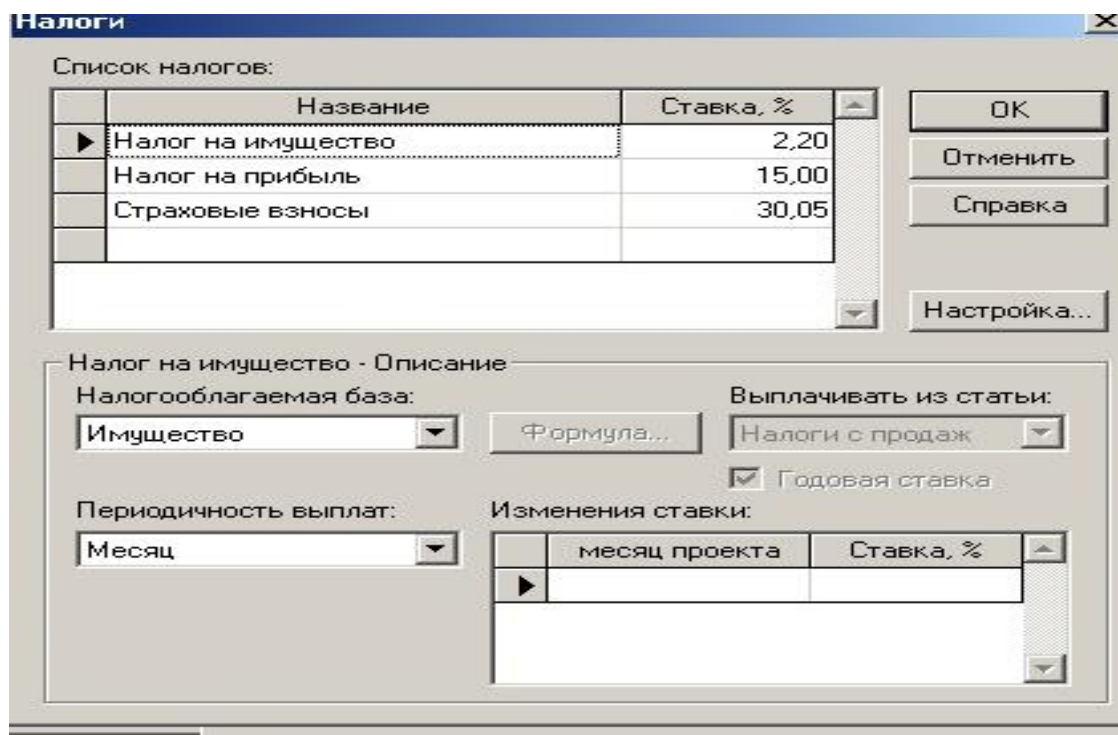 Налоги
Список налогов:
Название Ставка, %
Налог на имущество 2,20
Налог на прибыль 15,00
Страховые взносы 30,05
OK
Отменить
Справка
Настройка...
Налог на имущество - Описание
Налогооблагаемая база:
Имущество
Формула...
Выплачивать из статьи:
Налоги с продаж
Годовая ставка
Периодичность выплат:
Месяц
Изменения ставки:
месяц проекта Ставка, %